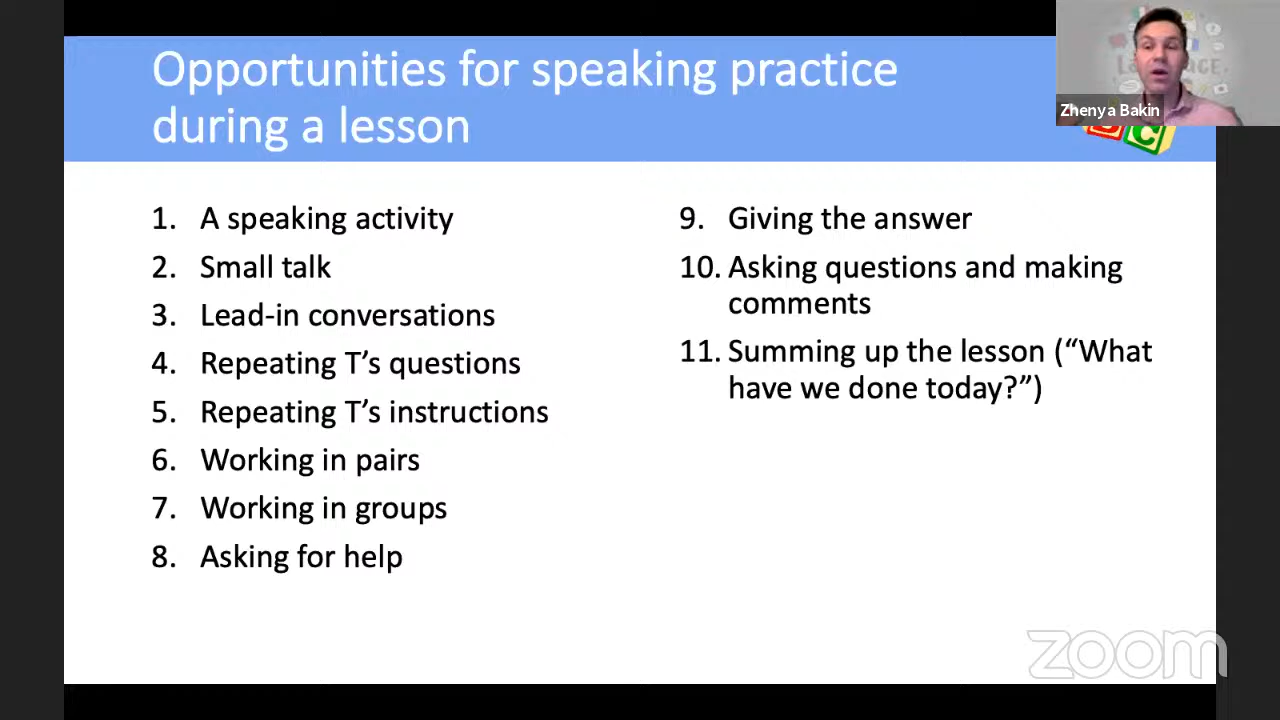 Opportunities for speaking practice
during a lesson
Zhenya Bakin
1. A speaking activity
2. Small talk
3. Lead-in conversations
4. Repeating T’s questions
5. Repeating T’s instructions
6. Working in pairs
7. Working in groups
8. Asking for help
9. Giving the answer
10. Asking questions and making
comments
11. Summing up the lesson (“What
have we done today?”)
zoom